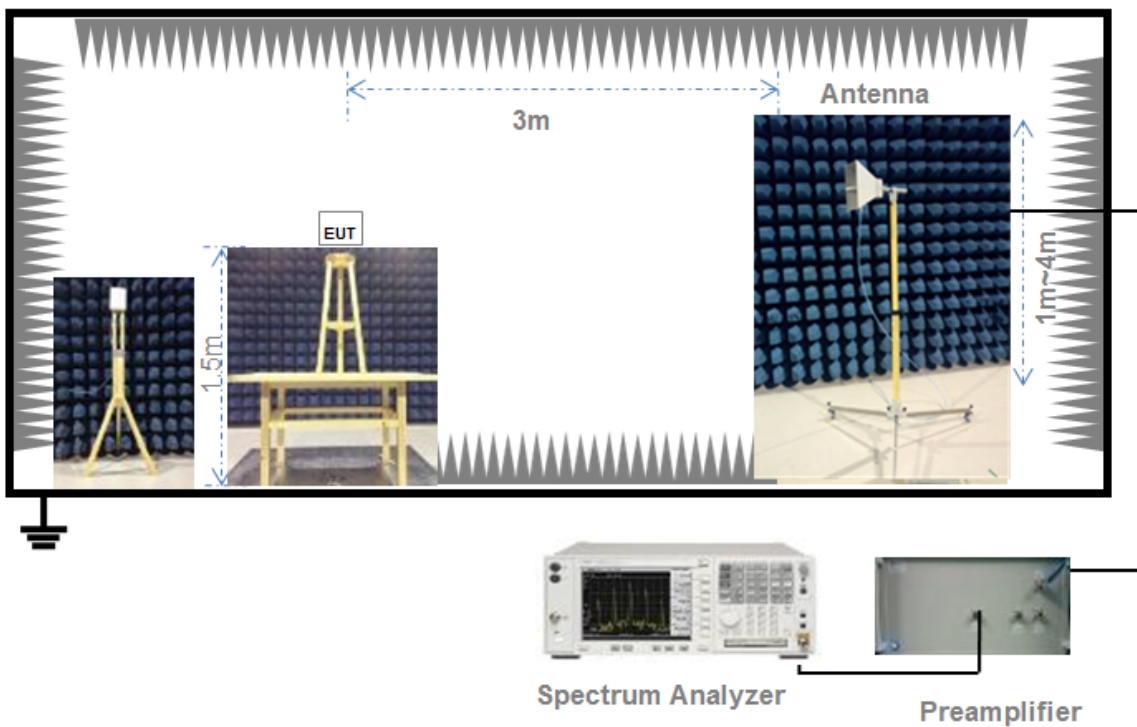 Antenna
3m
EUT
1.5m
1m~4m
Spectrum Analyzer
Preamplifier